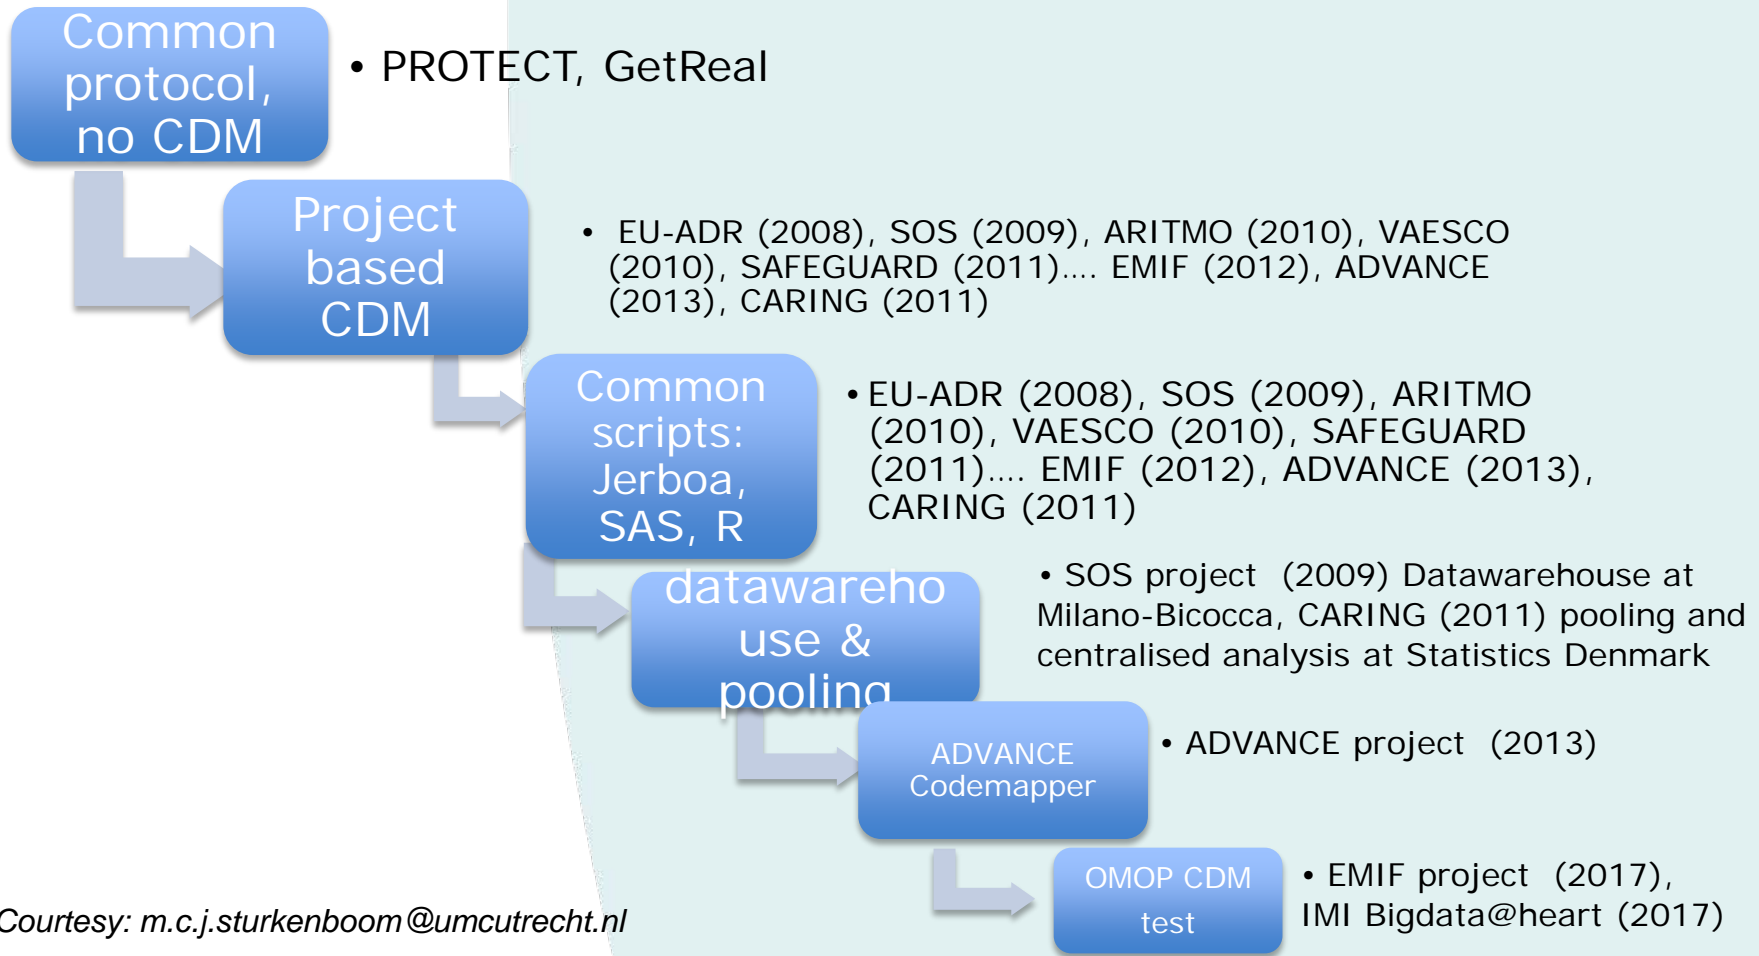 Common
protocol,
no CDM
• PROTECT, GetReal
Project
based
CDM
• EU-ADR (2008), SOS (2009), ARITMO (2010), VAESCO
(2010), SAFEGUARD (2011).... EMIF (2012), ADVANCE
(2013), CARING (2011)
Common
scripts:
Jerboa,
SAS, R
• EU-ADR (2008), SOS (2009), ARITMO
(2010), VAESCO (2010), SAFEGUARD
(2011).... EMIF (2012), ADVANCE (2013),
CARING (2011)
datawareho
use &
pooling
• SOS project (2009) Datawarehouse at
Milano-Bicocca, CARING (2011) pooling and
centralised analysis at Statistics Denmark
ADVANCE
Codemapper
• ADVANCE project (2013)
OMOP CDM
test
• EMIF project (2017),
IMI Bigdata@heart (2017)
Courtesy: m.c.j.sturkenboom@umcutrecht.nl